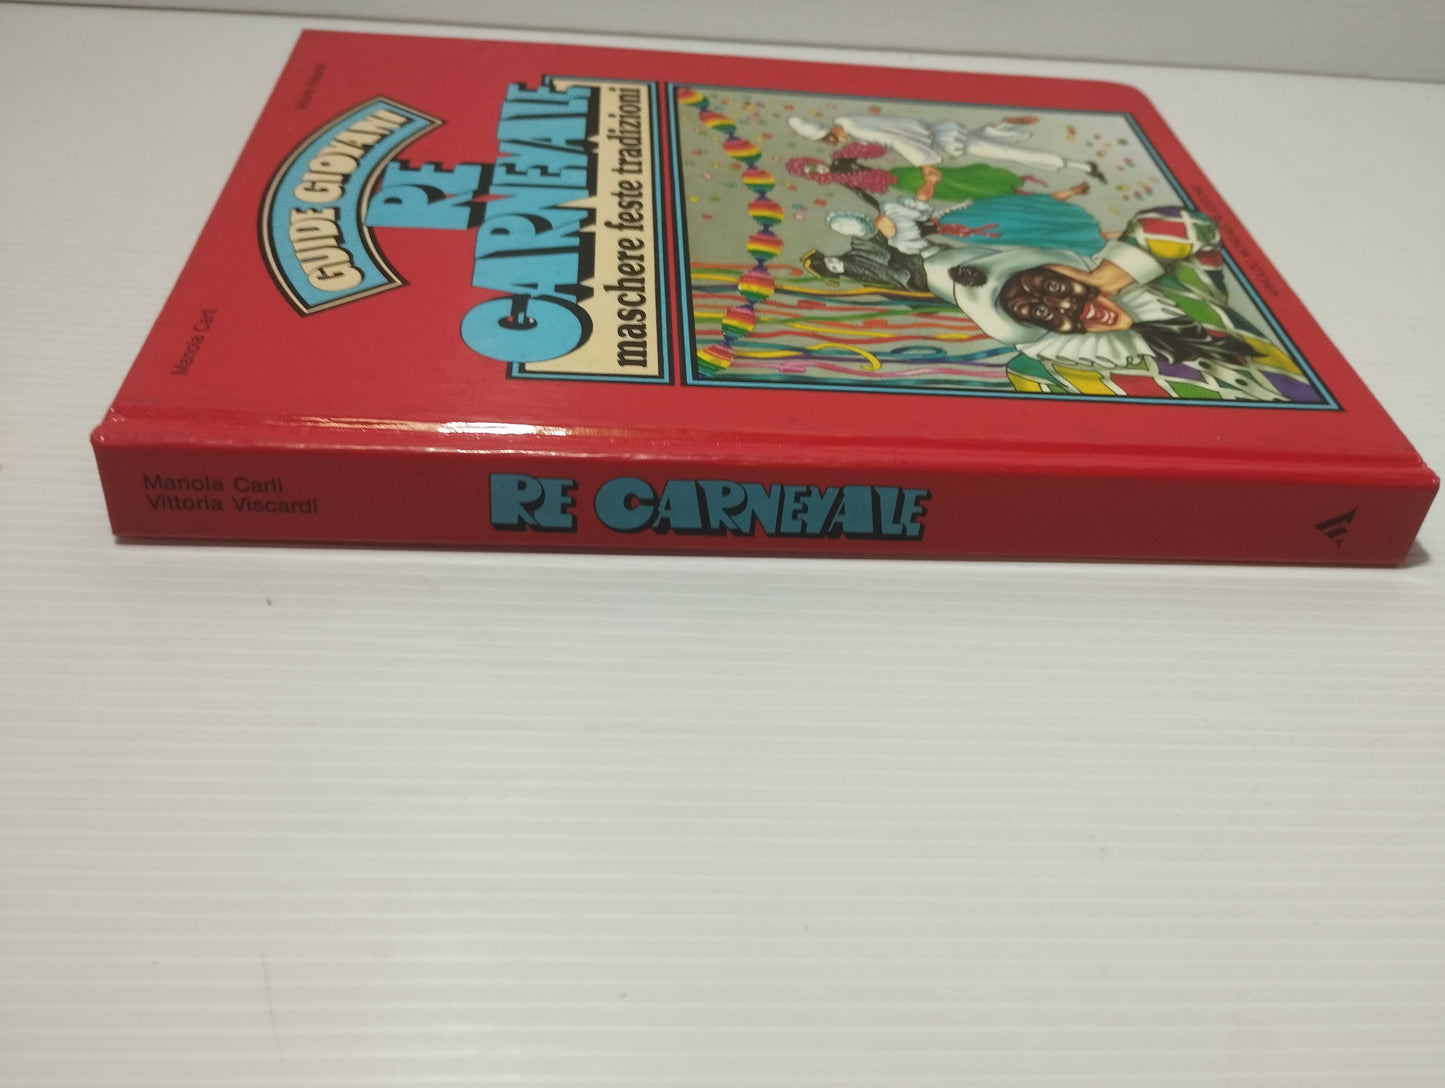 Manola Carli
GUIDE GIOVANI
RE
CARNEVALE
maschere feste tradizioni
Manola Carli
Vittoria Viscardi
RE CARNEVALE